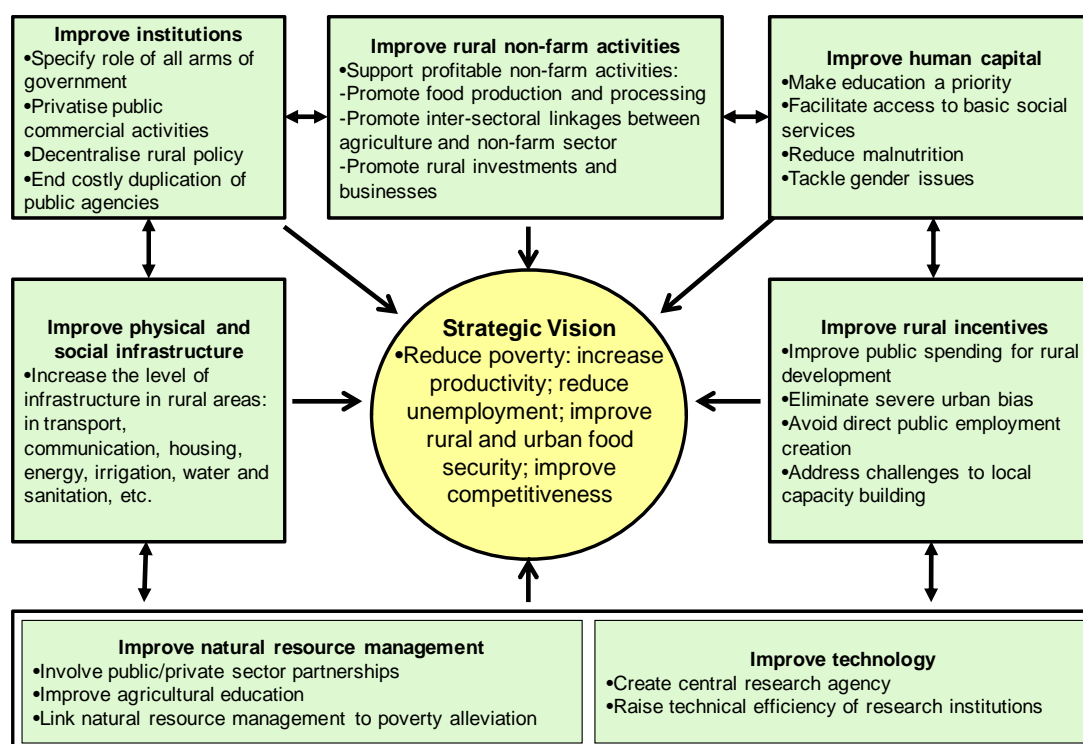 Improve institutions
•Specify role of all arms of
government
•Privatise public
commercial activities
•Decentralise rural policy
•End costly duplication of
public agencies
Improve rural non-farm activities
•Support profitable non-farm activities:
-Promote food production and processing
-Promote inter-sectoral linkages between
agriculture and non-farm sector
-Promote rural investments and
businesses
Improve human capital
•Make education a priority
•Facilitate access to basic social
services
•Reduce malnutrition
•Tackle gender issues
Improve physical and
social infrastructure
•Increase the level of
infrastructure in rural areas:
in transport,
communication, housing,
energy, irrigation, water and
sanitation, etc.
Strategic Vision
•Reduce poverty: increase
productivity; reduce
unemployment; improve
rural and urban food
security; improve
competitiveness
Improve rural incentives
•Improve public spending for rural
development
•Eliminate severe urban bias
•Avoid direct public employment
creation
•Address challenges to local
capacity building
Improve natural resource management
•Involve public/private sector partnerships
•Improve agricultural education
•Link natural resource management to poverty alleviation
Improve technology
•Create central research agency
•Raise technical efficiency of research institutions